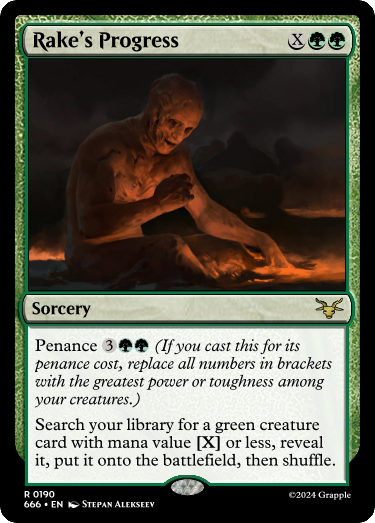 Rake's Progress X
Sorcery
Penance 3 (If you cast this for its
penance cost, replace all numbers in brackets
with the greatest power or toughness among
your creatures.)
Search your library for a green creature
card with mana value [X] or less, reveal
it, put it onto the battlefield, then shuffle.
R 0190
666 • EN Stepan Alekseev
©2024 Grapple